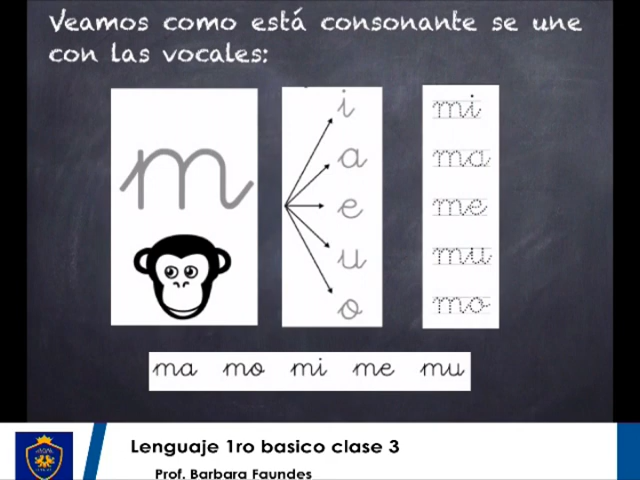 Veamos como está consonante se une
con las vocales:
m
i
a
e
u
o
mi
ma
me
mu
mo
ma mo mi me mu
Lenguaje 1ro basico clase 3
Prof. Barbara Faundes